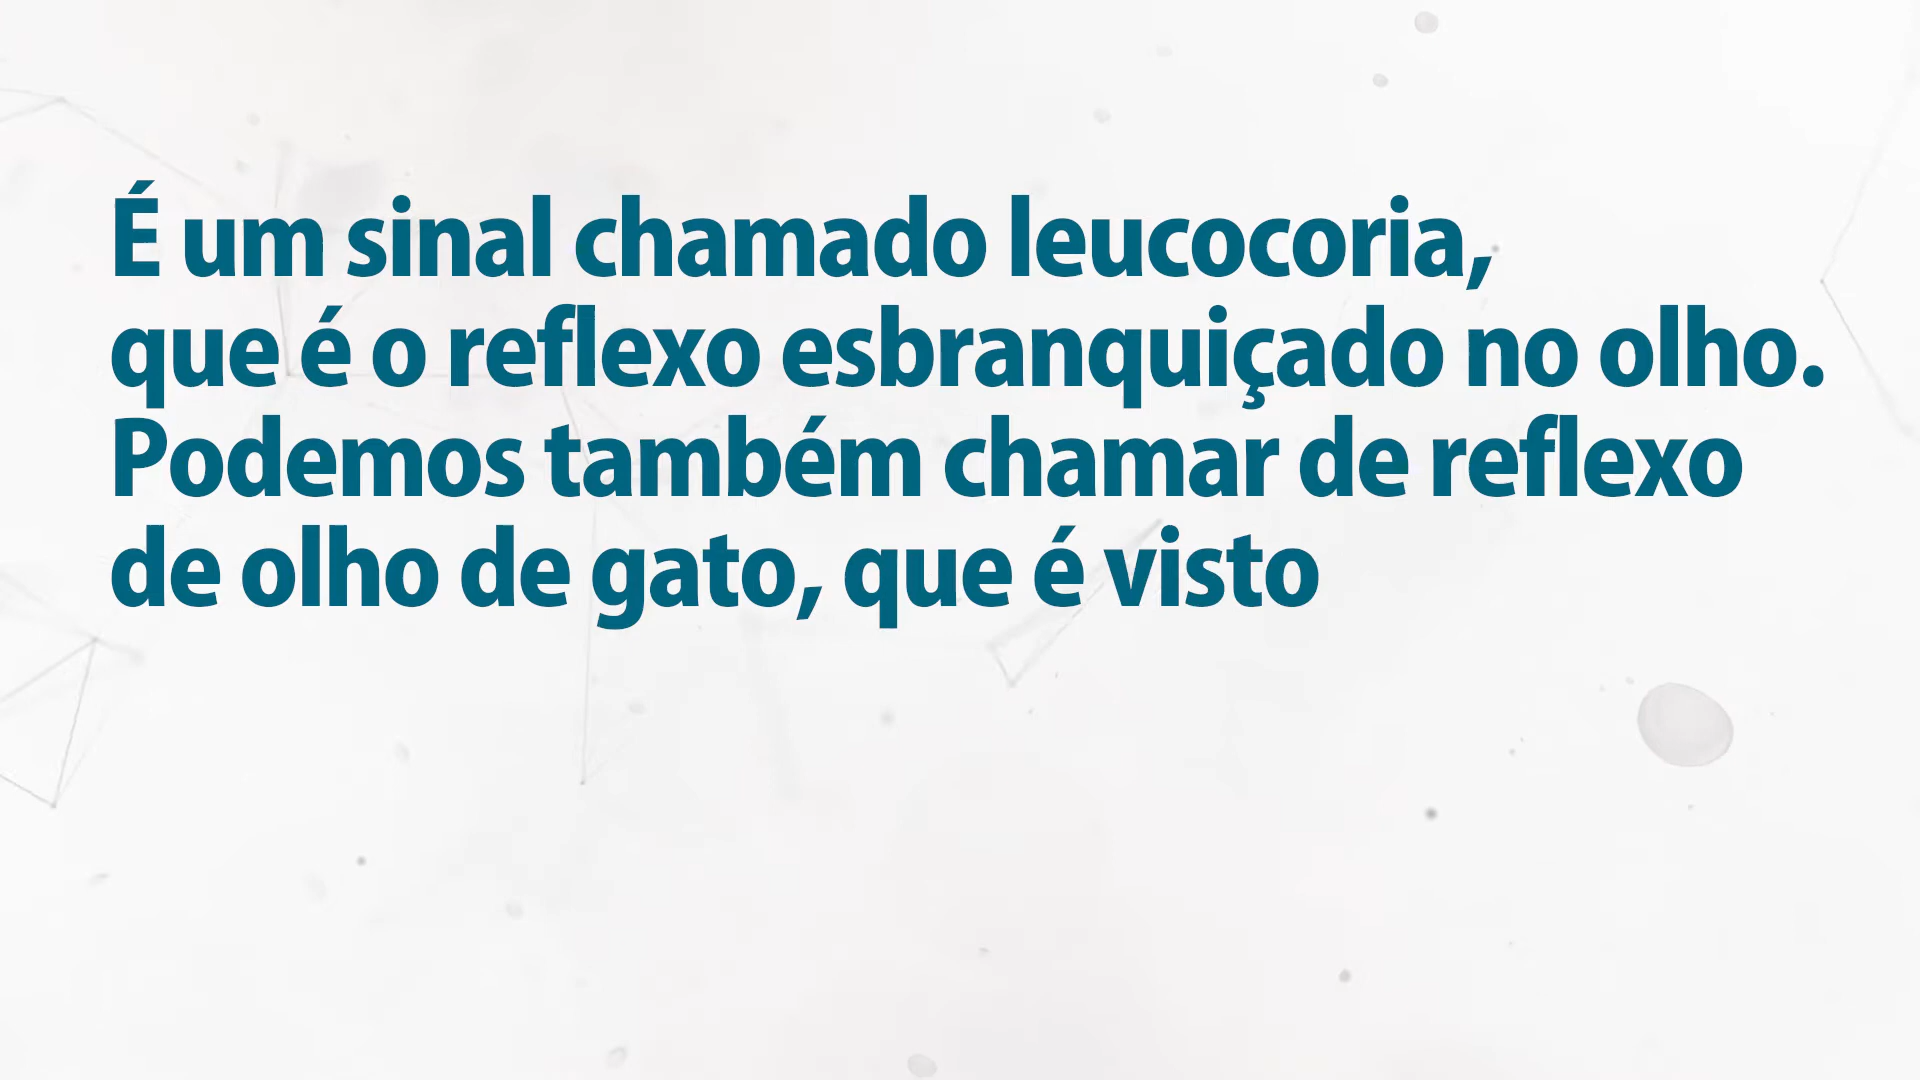 É um sinal chamado leucocoria,
que é o reflexo esbranquiçado no olho.
Podemos também chamar de reflexo
de olho de gato, que é visto